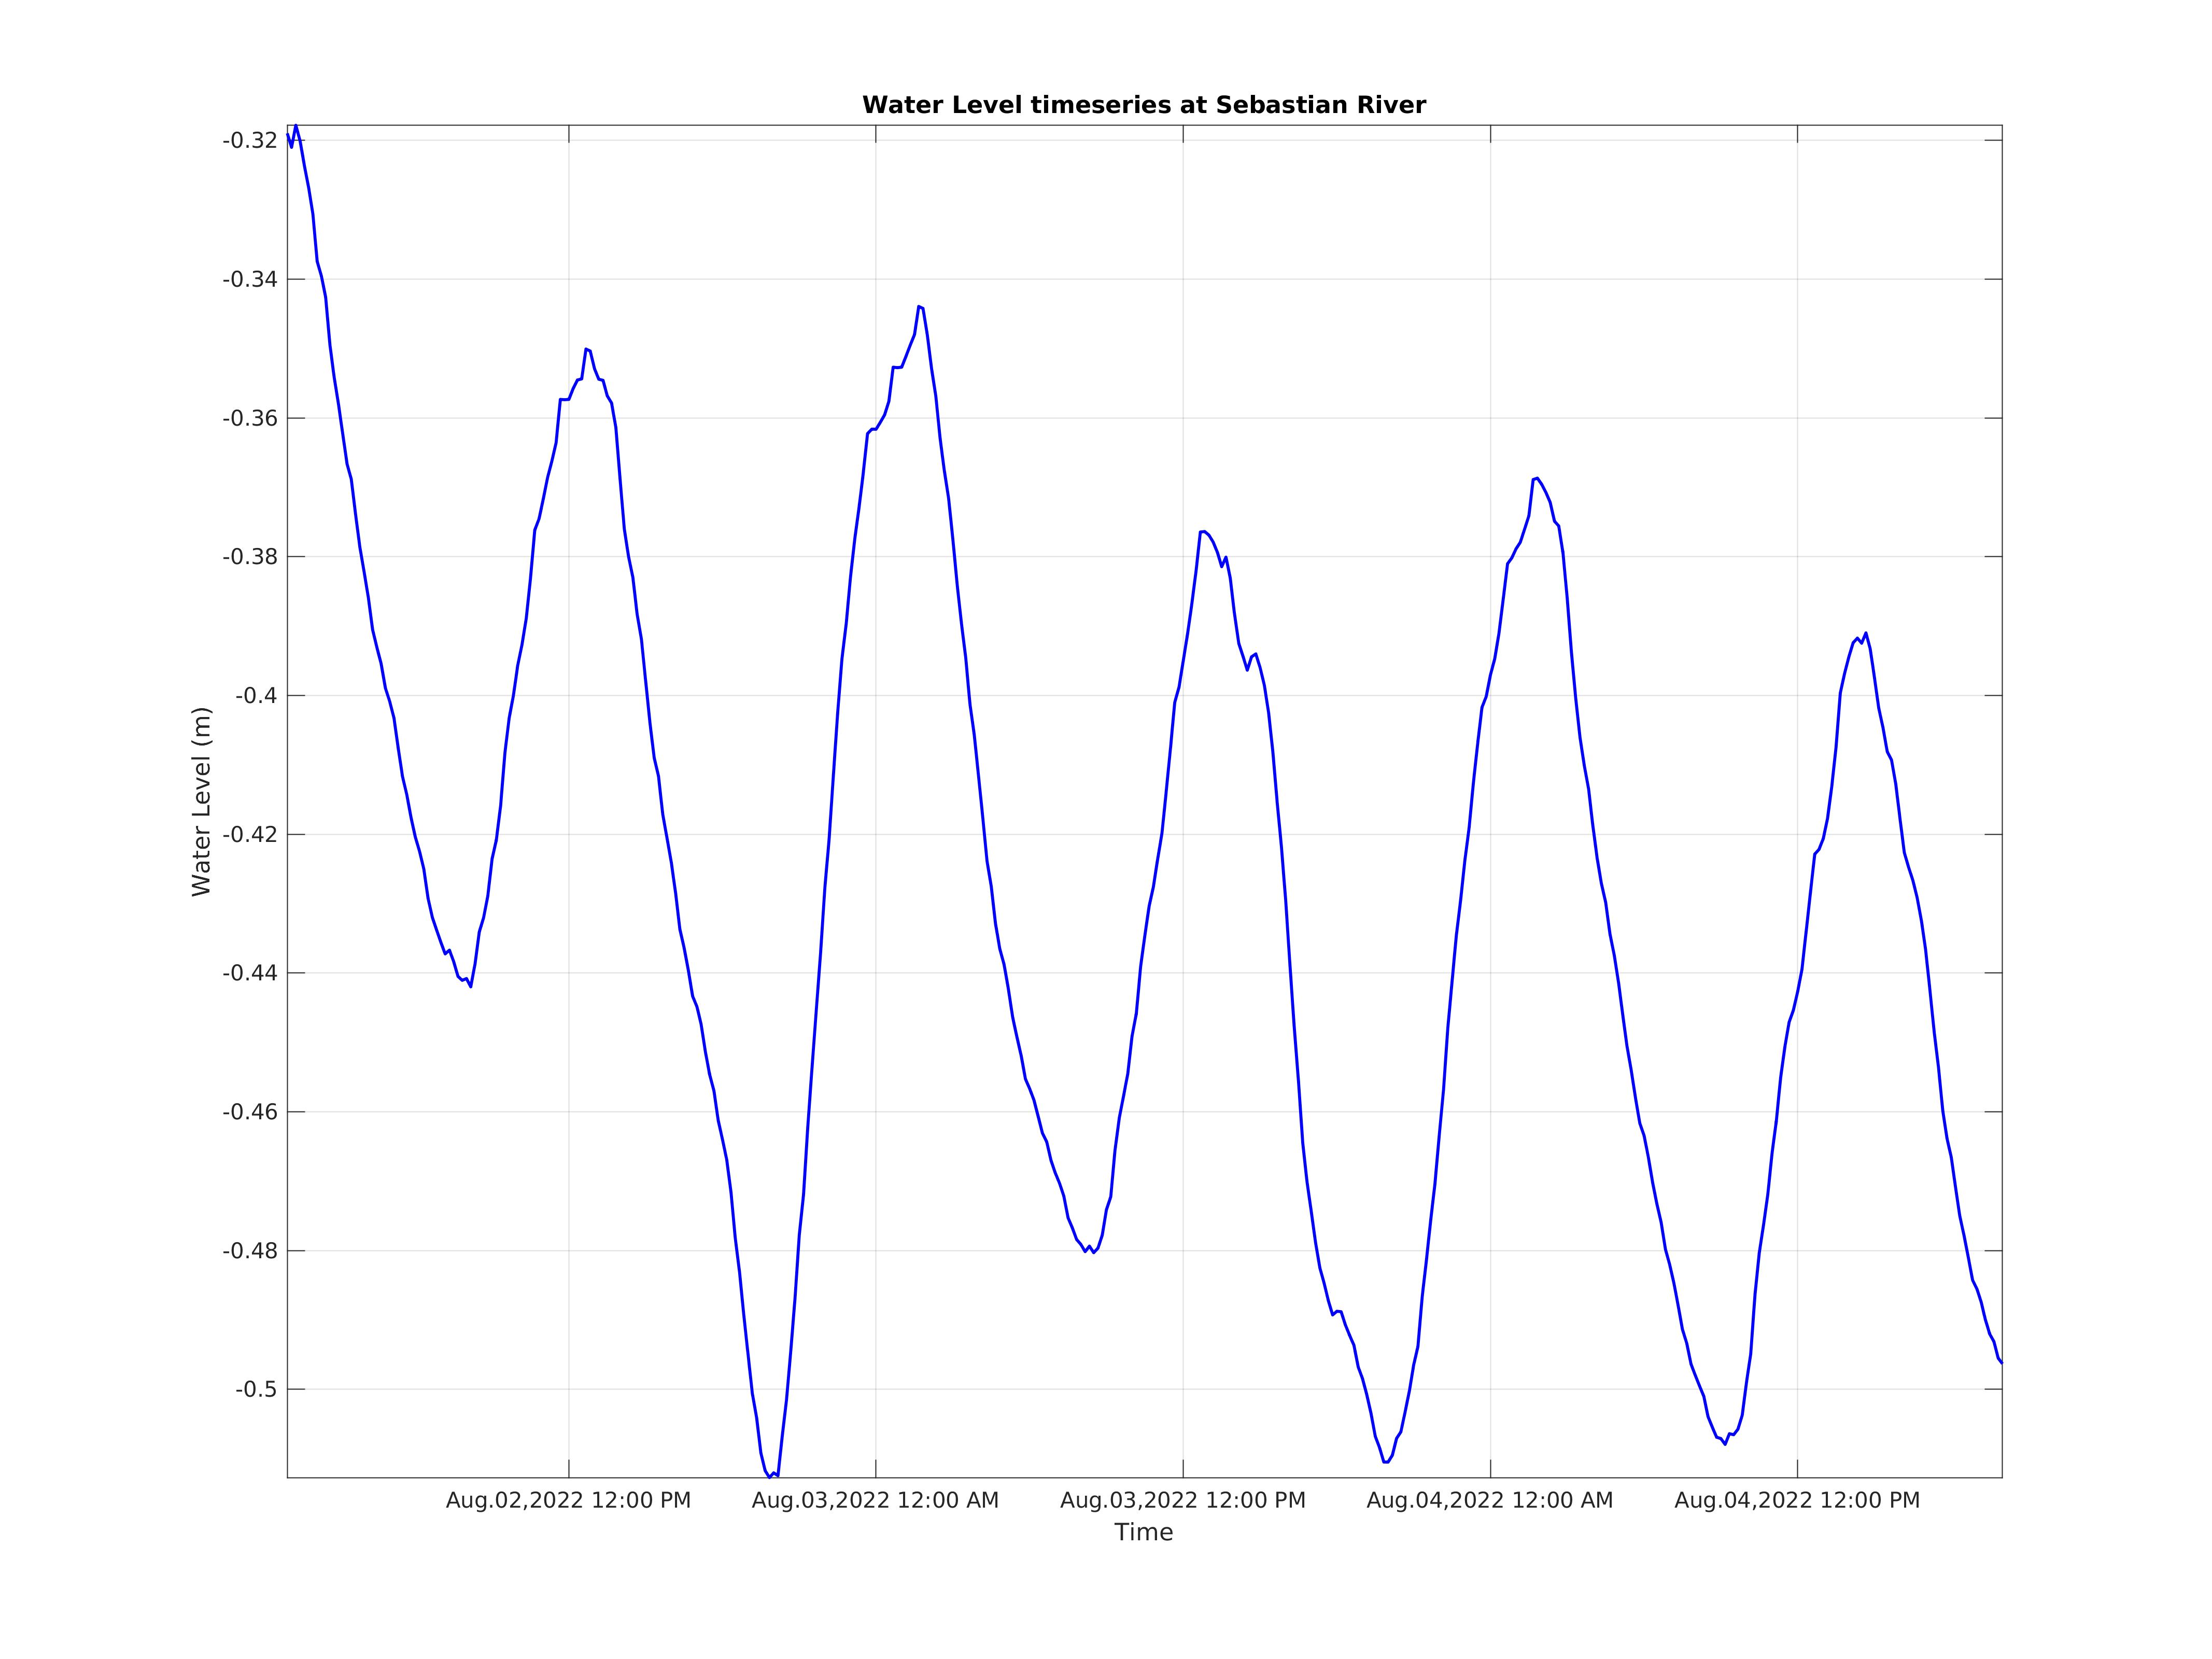 Water Level timeseries at Sebastian River
-0.32
-0.34
-0.36
-0.38
-0.4
-0.42
-0.44
-0.46
-0.48
-0.5
Water Level (m)
Aug.02,2022 12:00 PM
Aug.03,2022 12:00 AM
Aug.03,2022 12:00 PM
Aug.04,2022 12:00 AM
Aug.04,2022 12:00 PM
Time